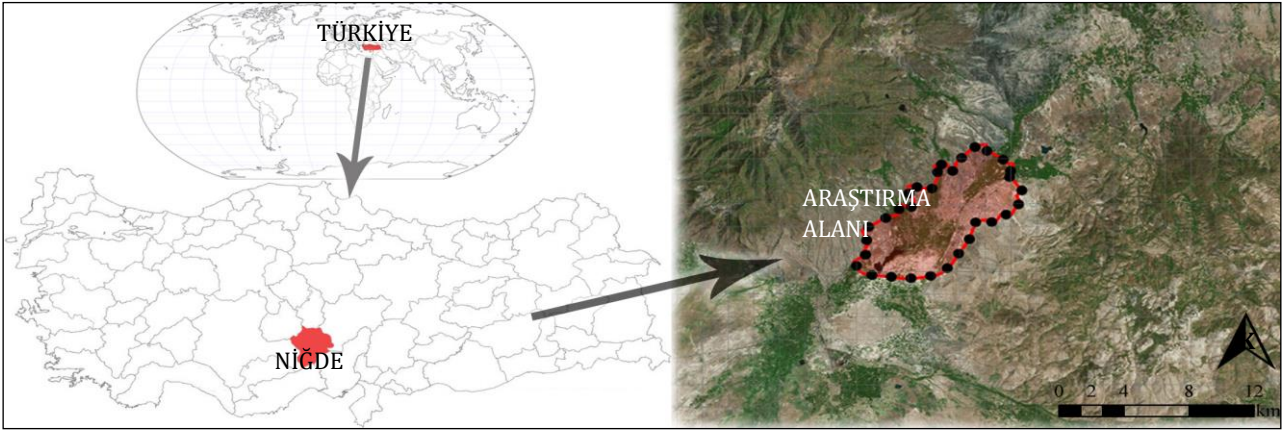 TÜRKİYE
NİĞDE
ARAŞTIRMA
ALANI
K
0 2 4 8 12
km